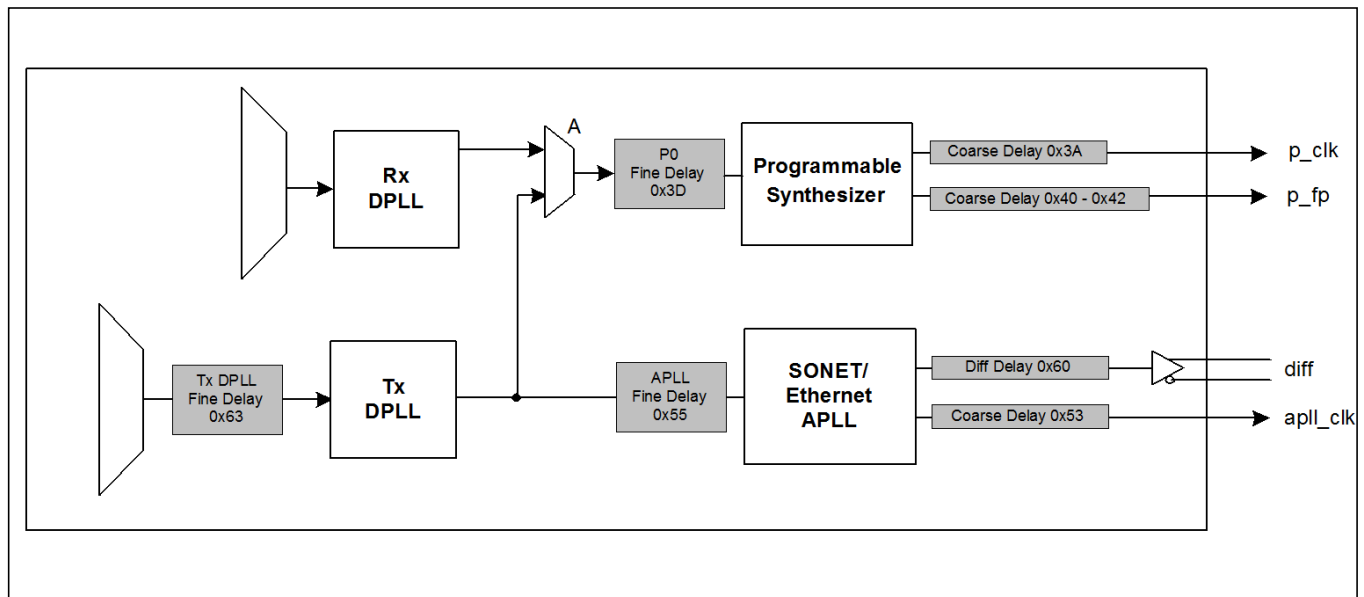 A
Rx
DPLL
P0
Fine Delay
0x3D
Programmable
Synthesizer
Coarse Delay 0x3A
p_clk
Coarse Delay 0x40 - 0x42
p_fp
Tx DPLL
Fine Delay
0x63
Tx
DPLL
APLL
Fine Delay
0x55
SONET/
Ethernet
APLL
Diff Delay 0x60
diff
Coarse Delay 0x53
apll_clk